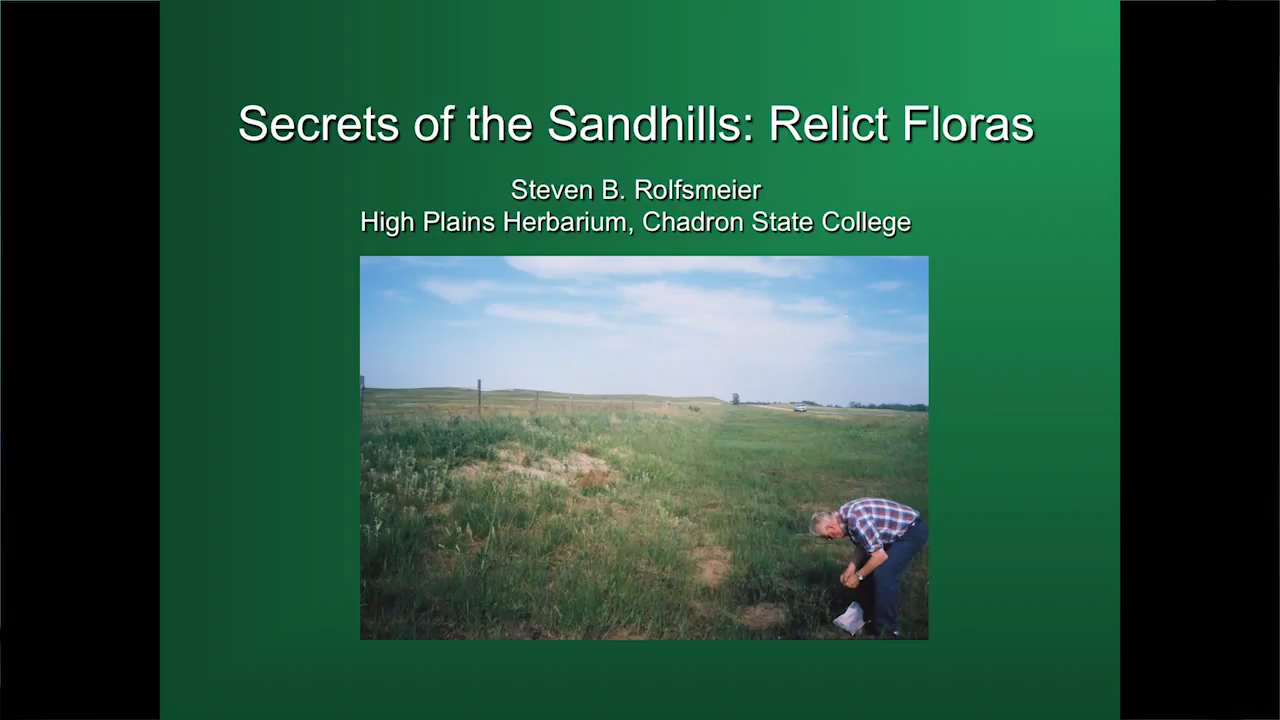 Secrets of the Sandhills: Relict Floras
Steven B. Rolfsmeier
High Plains Herbarium, Chadron State College